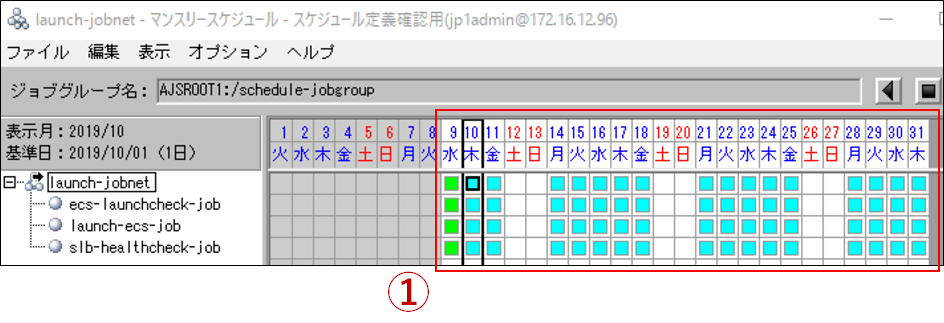 launch-jobnet - マンスリースケジュール - スケジュール定義確認用(jp1admin@172.16.12.96)
ファイル 編集 表示 オプション ヘルプ
ジョブグループ名： AJSROOT1:/schedule-jobgroup
表示月：2019/10
基準日：2019/10/01 (1日)
1 2 3 4 5 6 7 8 9 10 11 12 13 14 15 16 17 18 19 20 21 22 23 24 25 26 27 28 29 30 31
火 水 木 金 土 日 月 火 水 木 金 土 日 月 火 水 木 金 土 日 月 火 水 木 金 土 日 月 火 水 木
launch-jobnet
ecs-launchcheck-job
launch-ecs-job
slb-healthcheck-job
①